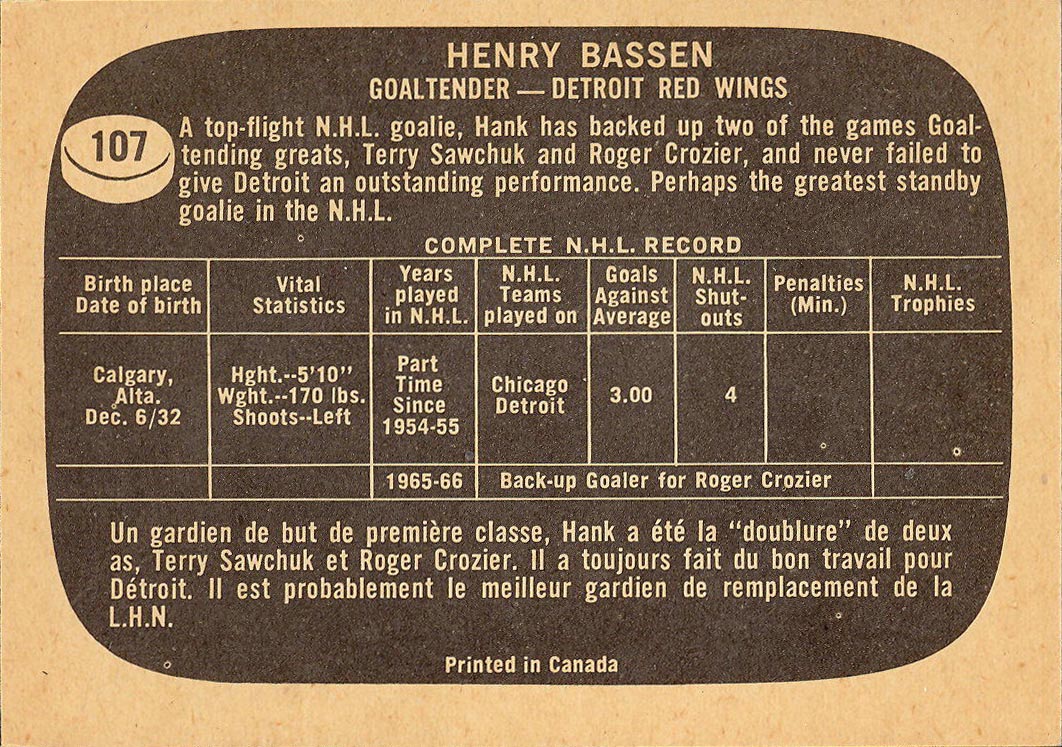 HENRY BASSEN
GOALTENDER — DETROIT RED WINGS
107
A top-flight N.H.L. goalie, Hank has backed up two of the games Goal-
tending greats, Terry Sawchuk and Roger Crozier, and never failed to
give Detroit an outstanding performance. Perhaps the greatest standby
goalie in the N.H.L.
COMPLETE N.H.L. RECORD
Birth place
Date of birth
Vital
Statistics
Years
played
in N.H.L.
N.H.L.
Teams
played on
Goals
Against
Average
N.H.L.
Shut-
outs
Penalties
(Min.)
N.H.L.
Trophies
Calgary,
Alta.
Dec. 6/32
Hght.--5'10"
Wght.--170 lbs.
Shoots--Left
Part
Time
Since
1954-55
Chicago
Detroit
3.00
4
1965-66
Back-up Goaler for Roger Crozier
Un gardien de but de première classe, Hank a été la "doublure" de deux
as, Terry Sawchuk et Roger Crozier. Il a toujours fait du bon travail pour
Détroit. Il est probablement le meilleur gardien de remplacement de la
L.H.N.
Printed in Canada